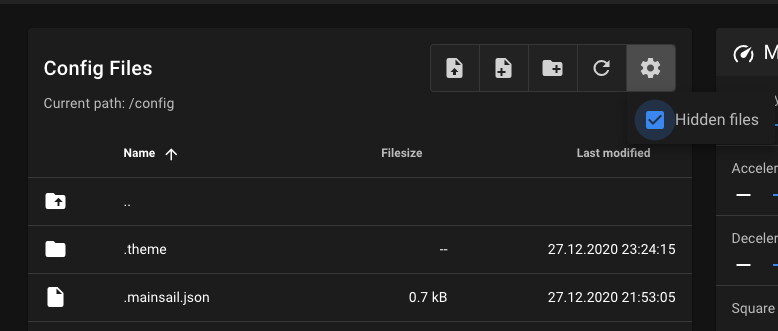 Config Files
Current path: /config
Hidden files
Name
Filesize
Last modified
..
.theme
--
27.12.2020 23:24:15
.mainsail.json
0.7 kB
27.12.2020 21:53:05
M
Acceler
Deceler
Square